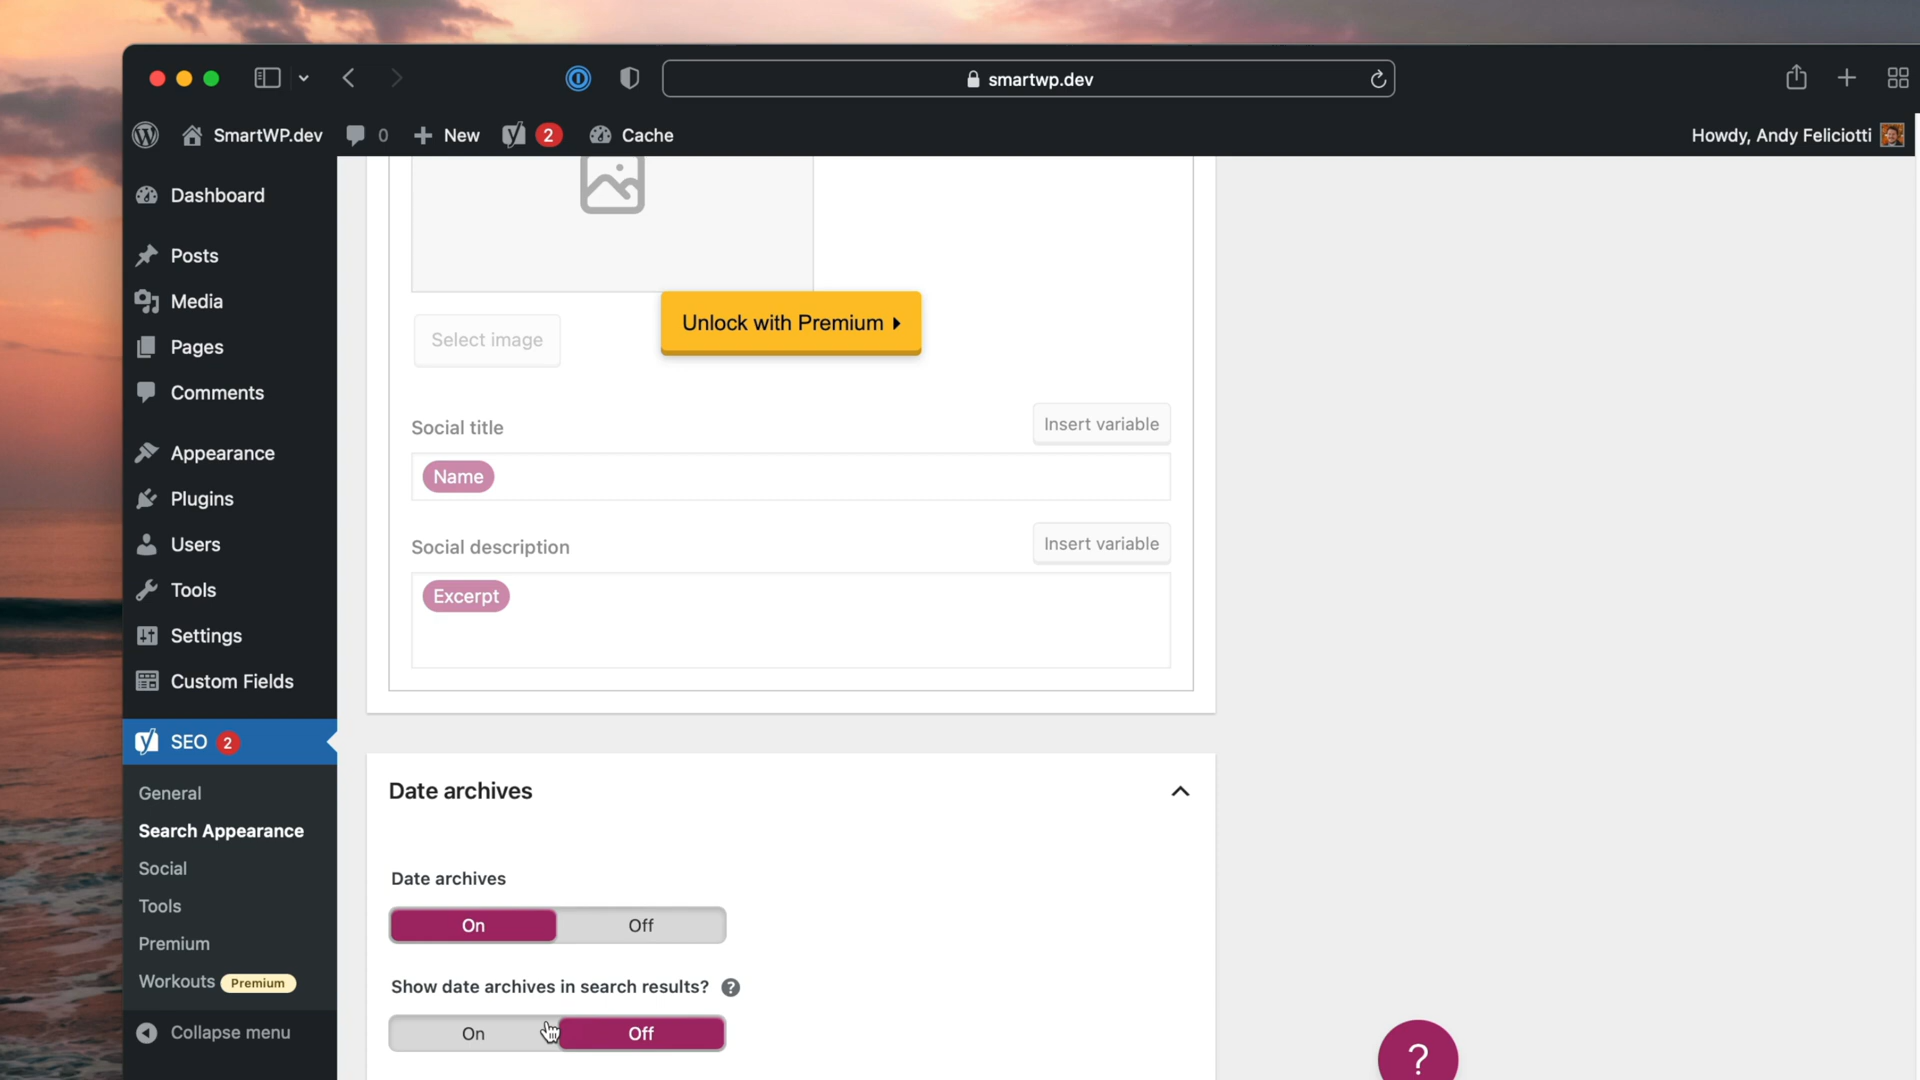 smartwp.dev
SmartWP.dev 0 New 2 Cache
Howdy, Andy Feliciotti
Dashboard
Posts
Media
Pages
Comments
Appearance
Plugins
Users
Tools
Settings
Custom Fields
SEO 2
General
Search Appearance
Social
Tools
Premium
Workouts Premium
Collapse menu
Select image
Unlock with Premium
Social title
Insert variable
Name
Social description
Insert variable
Excerpt
Date archives
Date archives
On Off
Show date archives in search results? ?
On Off
?